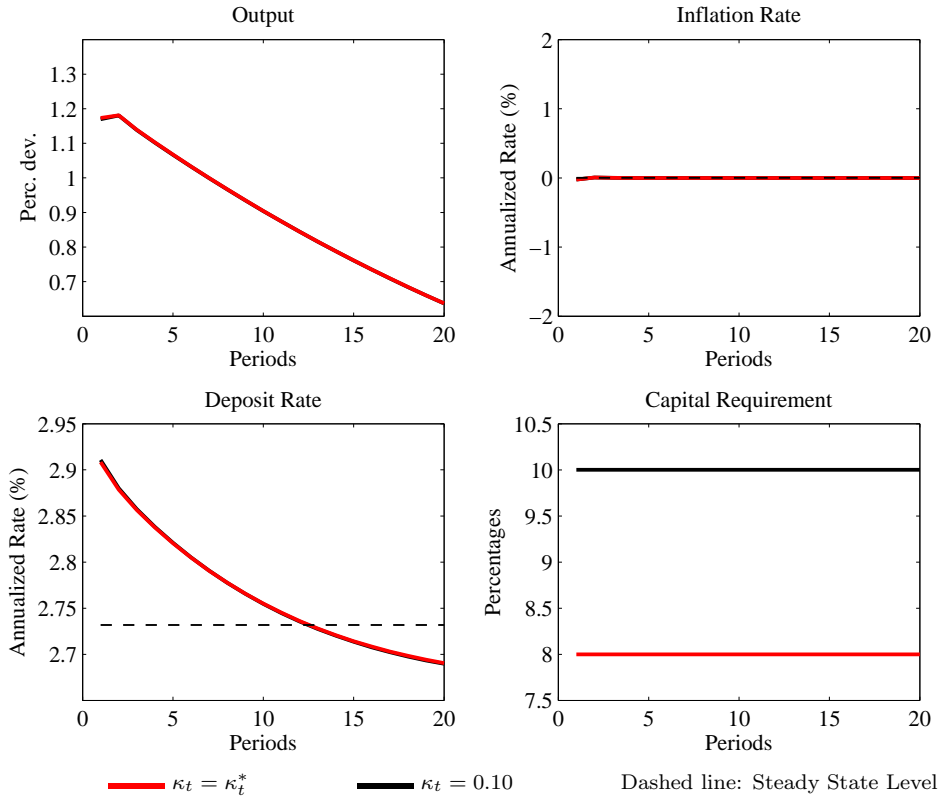 Output
Perc. dev.
1.3
1.2
1.1
1
0.9
0.8
0.7
0 5 10 15 20
Periods
Inflation Rate
Annualized Rate (%)
2
1
0
−1
−2
0 5 10 15 20
Periods
Deposit Rate
Annualized Rate (%)
2.95
2.9
2.85
2.8
2.75
2.7
0 5 10 15 20
Periods
Capital Requirement
Percentages
10.5
10
9.5
9
8.5
8
7.5
0 5 10 15 20
Periods
κ_t = κ_t^*
κ_t = 0.10
Dashed line: Steady State Level